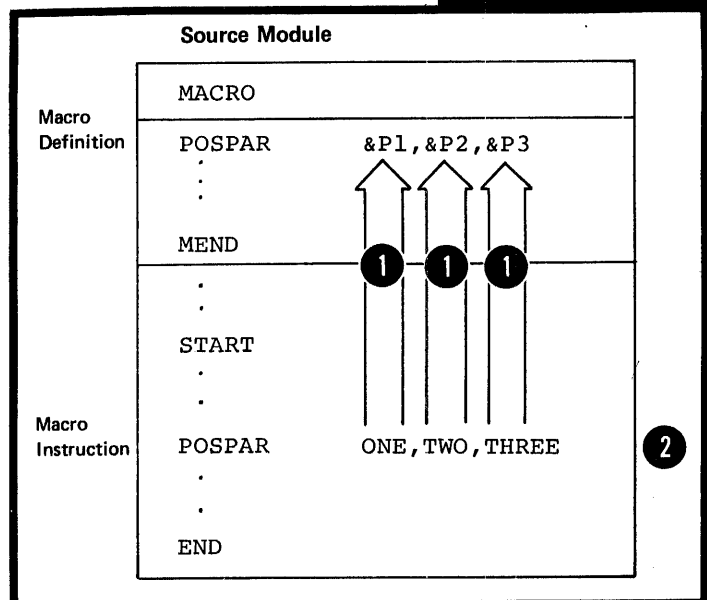 Source Module
MACRO
Macro
Definition
POSPAR &P1,&P2,&P3
.
.
.
MEND
1 1 1
.
.
START
.
.
Macro
Instruction
POSPAR ONE,TWO,THREE
2
.
.
END